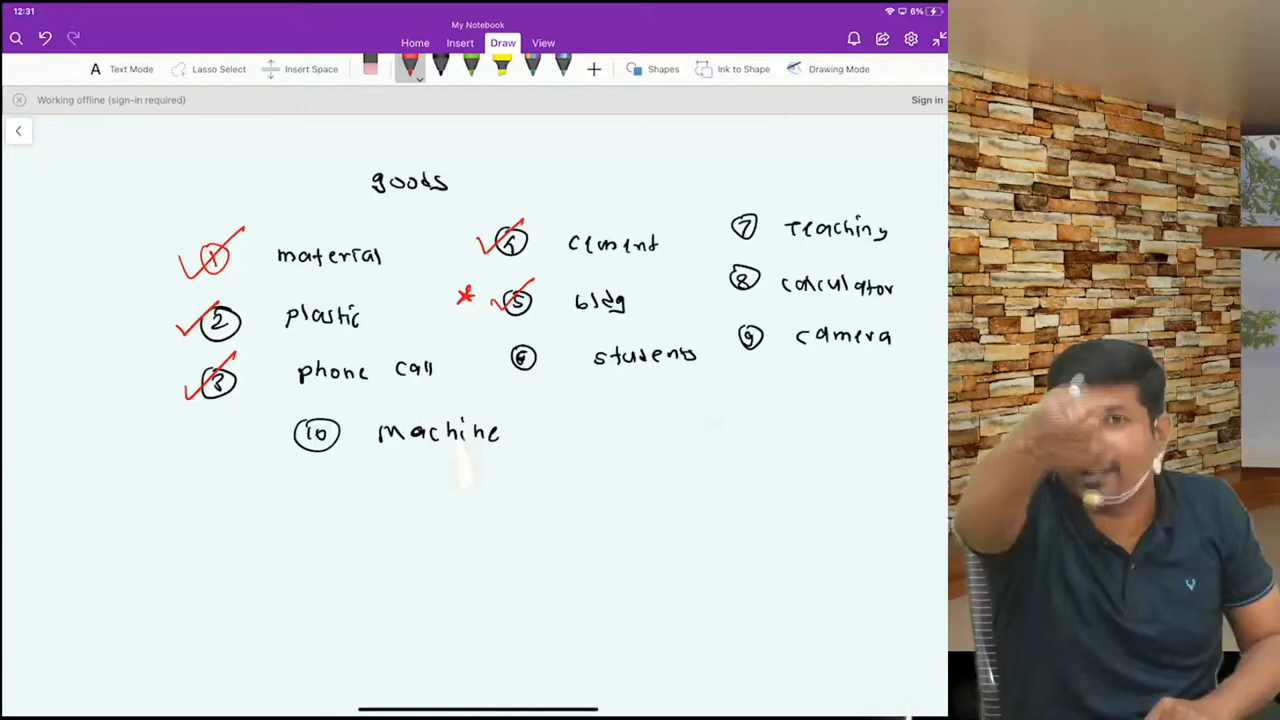 12:31
6%
My Notebook
Home Insert Draw View
Text Mode Lasso Select Insert Space Shapes Ink to Shape Drawing Mode
Working offline (sign-in required) Sign in
goods
1 material
2 plastic
3 phone call
4 cement
5 bldg
6 students
7 Teaching
8 calculator
9 camera
10 machine